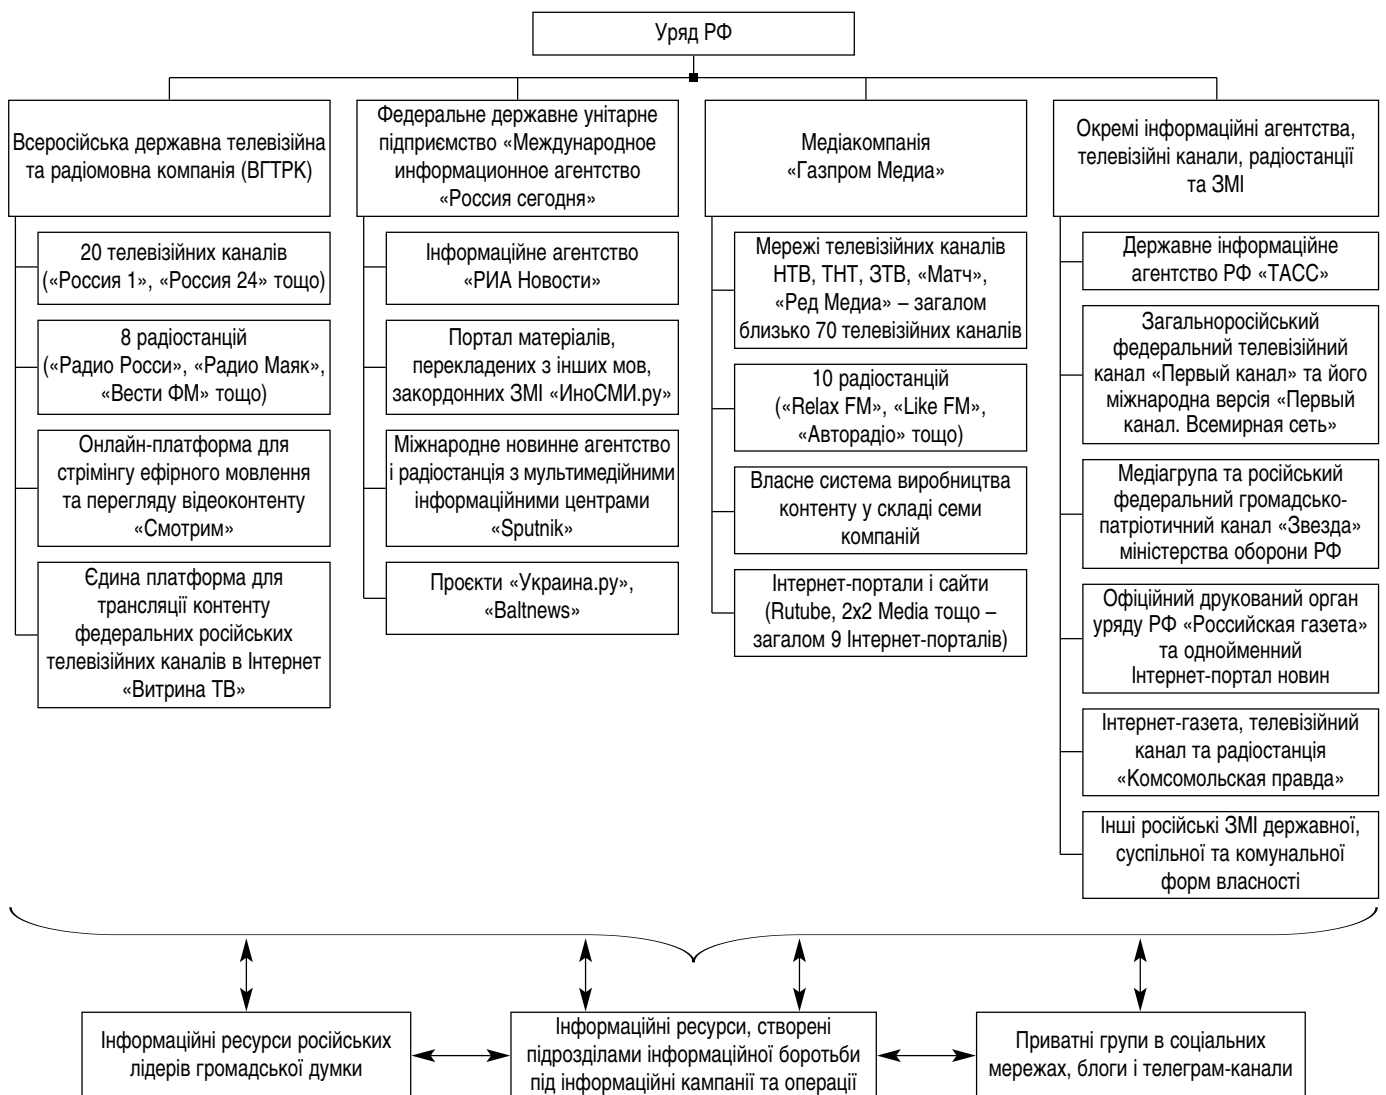 Уряд РФ
Всеросійська державна телевізійна
та радіомовна компанія (ВГТРК)
20 телевізійних каналів
(«Россия 1», «Россия 24» тощо)
8 радіостанцій
(«Радио Росси», «Радио Маяк»,
«Вести ФМ» тощо)
Онлайн-платформа для
стрімінгу ефірного мовлення
та перегляду відеоконтенту
«Смотрим»
Єдина платформа для
трансляції контенту
федеральних російських
телевізійних каналів в Інтернет
«Витрина ТВ»
Федеральне державне унітарне
підприємство «Международное
информационное агентство
«Россия сегодня»
Інформаційне агентство
«РИА Новости»
Портал матеріалів,
перекладених з інших мов,
закордонних ЗМІ «ИноСМИ.ру»
Міжнародне новинне агентство
і радіостанція з мультимедійними
інформаційними центрами
«Sputnik»
Проєкти «Украина.ру»,
«Baltnews»
Медіакомпанія
«Газпром Медиа»
Мережі телевізійних каналів
НТВ, ТНТ, 3ТВ, «Матч»,
«Ред Медиа» – загалом
близько 70 телевізійних каналів
10 радіостанцій
(«Relax FM», «Like FM»,
«Авторадіо» тощо)
Власне система виробництва
контенту у складі семи
компаній
Інтернет-портали і сайти
(Rutube, 2x2 Media тощо –
загалом 9 Інтернет-порталів)
Окремі інформаційні агентства,
телевізійні канали, радіостанції
та ЗМІ
Державне інформаційне
агентство РФ «ТАСС»
Загальноросійський
федеральний телевізійний
канал «Первый канал» та його
міжнародна версія «Первый
канал. Всемирная сеть»
Медіагрупа та російський
федеральний громадсько-
патріотичний канал «Звезда»
міністерства оборони РФ
Офіційний друкований орган
уряду РФ «Российская газета»
та однойменний
Інтернет-портал новин
Інтернет-газета, телевізійний
канал та радіостанція
«Комсомольская правда»
Інші російські ЗМІ державної,
суспільної та комунальної
форм власності
Інформаційні ресурси російських
лідерів громадської думки
Інформаційні ресурси, створені
підрозділами інформаційної боротьби
під інформаційні кампанії та операції
Приватні групи в соціальних
мережах, блоги і телеграм-канали